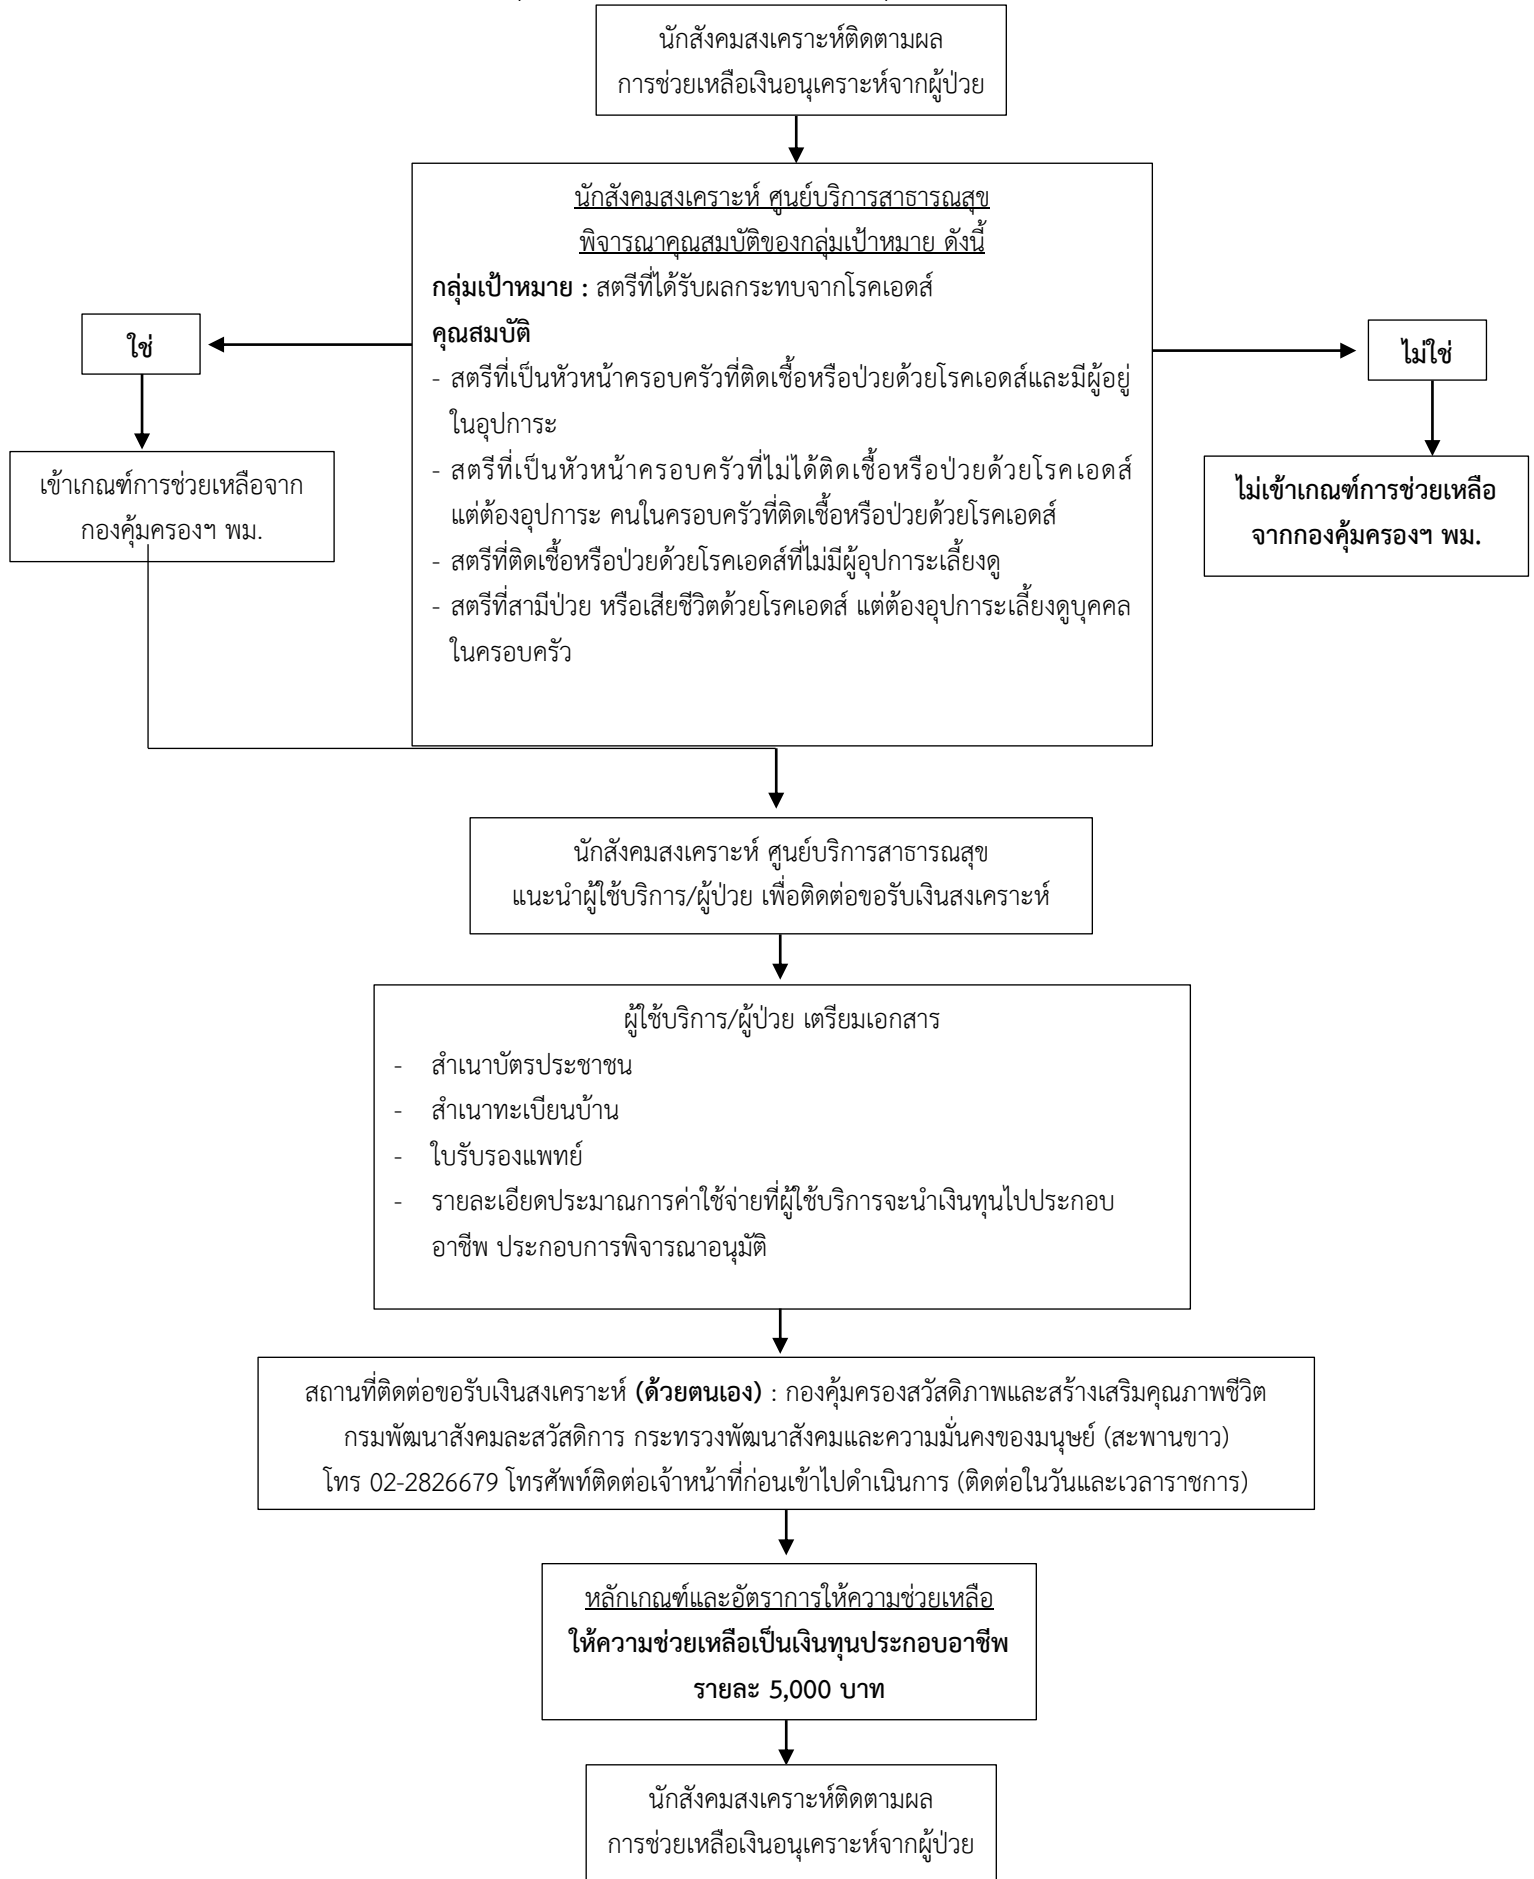 นักสังคมสงเคราะห์ติดตามผล
การช่วยเหลือเงินอนุเคราะห์จากผู้ป่วย
นักสังคมสงเคราะห์ ศูนย์บริการสาธารณสุข
พิจารณาคุณสมบัติของกลุ่มเป้าหมาย ดังนี้
กลุ่มเป้าหมาย : สตรีที่ได้รับผลกระทบจากโรคเอดส์
คุณสมบัติ
- สตรีที่เป็นหัวหน้าครอบครัวที่ติดเชื้อหรือป่วยด้วยโรคเอดส์และมีผู้อยู่
ในอุปการะ
- สตรีที่เป็นหัวหน้าครอบครัวที่ไม่ได้ติดเชื้อหรือป่วยด้วยโรคเอดส์
แต่ต้องอุปการะ คนในครอบครัวที่ติดเชื้อหรือป่วยด้วยโรคเอดส์
- สตรีที่ติดเชื้อหรือป่วยด้วยโรคเอดส์ที่ไม่มีผู้อุปการะเลี้ยงดู
- สตรีที่สามีป่วย หรือเสียชีวิตด้วยโรคเอดส์ แต่ต้องอุปการะเลี้ยงดูบุคคล
ในครอบครัว
ใช่
เข้าเกณฑ์การช่วยเหลือจาก
กองคุ้มครองฯ พม.
ไม่ใช่
ไม่เข้าเกณฑ์การช่วยเหลือ
จากกองคุ้มครองฯ พม.
นักสังคมสงเคราะห์ ศูนย์บริการสาธารณสุข
แนะนำผู้ใช้บริการ/ผู้ป่วย เพื่อติดต่อขอรับเงินสงเคราะห์
ผู้ใช้บริการ/ผู้ป่วย เตรียมเอกสาร
- สำเนาบัตรประชาชน
- สำเนาทะเบียนบ้าน
- ใบรับรองแพทย์
- รายละเอียดประมาณการค่าใช้จ่ายที่ผู้ใช้บริการจะนำเงินทุนไปประกอบ
อาชีพ ประกอบการพิจารณาอนุมัติ
สถานที่ติดต่อขอรับเงินสงเคราะห์ (ด้วยตนเอง) : กองคุ้มครองสวัสดิภาพและสร้างเสริมคุณภาพชีวิต
กรมพัฒนาสังคมละสวัสดิการ กระทรวงพัฒนาสังคมและความมั่นคงของมนุษย์ (สะพานขาว)
โทร 02-2826679 โทรศัพท์ติดต่อเจ้าหน้าที่ก่อนเข้าไปดำเนินการ (ติดต่อในวันและเวลาราชการ)
หลักเกณฑ์และอัตราการให้ความช่วยเหลือ
ให้ความช่วยเหลือเป็นเงินทุนประกอบอาชีพ
รายละ 5,000 บาท
นักสังคมสงเคราะห์ติดตามผล
การช่วยเหลือเงินอนุเคราะห์จากผู้ป่วย